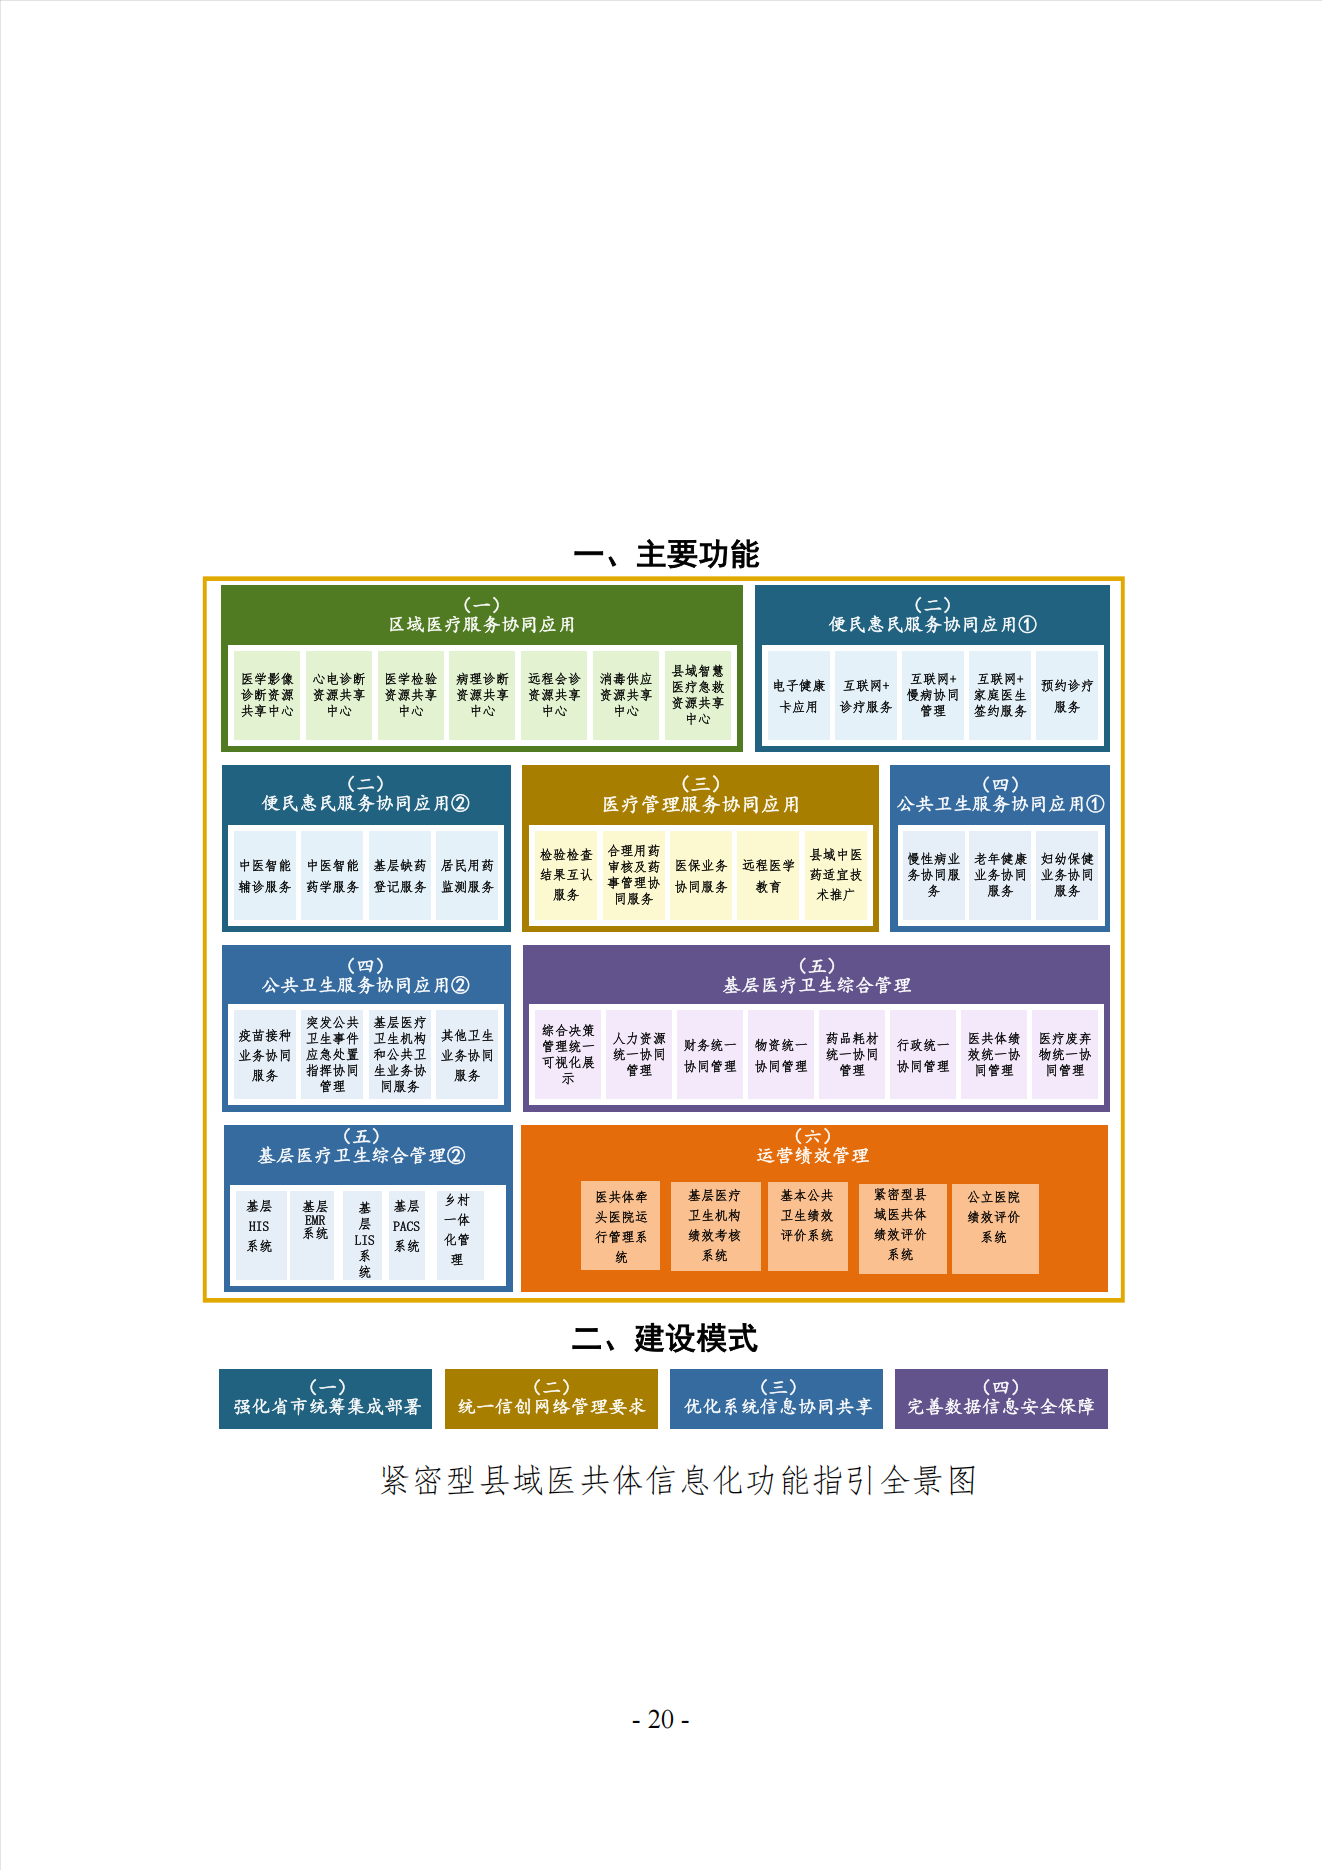 一、主要功能
（一）
区域医疗服务协同应用
医学影像
诊断资源
共享中心
心电诊断
资源共享
中心
医学检验
资源共享
中心
病理诊断
资源共享
中心
远程会诊
资源共享
中心
消毒供应
资源共享
中心
县域智慧
医疗急救
资源共享
中心
（二）
便民惠民服务协同应用①
电子健康
卡应用
互联网+
诊疗服务
互联网+
慢病协同
管理
互联网+
家庭医生
签约服务
预约诊疗
服务
（二）
便民惠民服务协同应用②
中医智能
辅诊服务
中医智能
药学服务
基层缺药
登记服务
居民用药
监测服务
（三）
医疗管理服务协同应用
检验检查
结果互认
服务
合理用药
审核及药
事管理协
同服务
医保业务
协同服务
远程医学
教育
县域中医
药适宜技
术推广
（四）
公共卫生服务协同应用①
慢性病业
务协同服
务
老年健康
业务协同
服务
妇幼保健
业务协同
服务
（四）
公共卫生服务协同应用②
疫苗接种
业务协同
服务
突发公共
卫生事件
应急处置
指挥协同
管理
基层医疗
卫生机构
和公共卫
生业务协
同服务
其他卫生
业务协同
服务
（五）
基层医疗卫生综合管理
综合决策
管理统一
可视化展
示
人力资源
统一协同
管理
财务统一
协同管理
物资统一
协同管理
药品耗材
统一协同
管理
行政统一
协同管理
医共体绩
效统一协
同管理
医疗废弃
物统一协
同管理
（五）
基层医疗卫生综合管理②
基层
HIS
系统
基层
EMR
系统
基
层
LIS
系
统
基层
PACS
系统
乡村
一体
化管
理
（六）
运营绩效管理
医共体牵
头医院运
行管理系
统
基层医疗
卫生机构
绩效考核
系统
基本公共
卫生绩效
评价系统
紧密型县
域医共体
绩效评价
系统
公立医院
绩效评价
系统
二、建设模式
（一）
强化省市统筹集成部署
（二）
统一信创网络管理要求
（三）
优化系统信息协同共享
（四）
完善数据信息安全保障
紧密型县域医共体信息化功能指引全景图
- 20 -